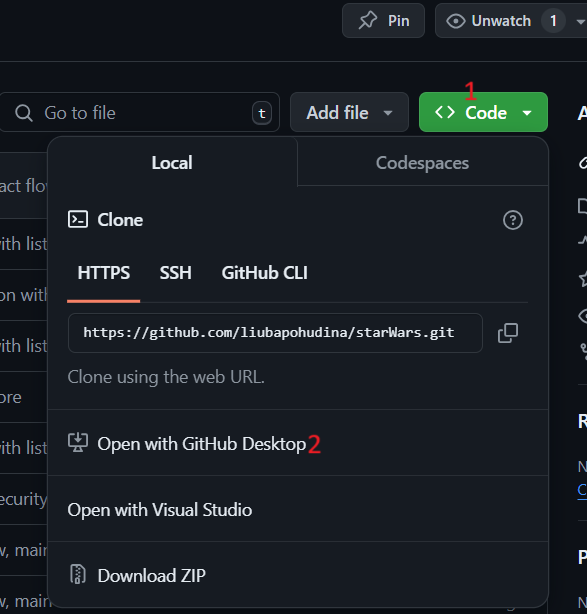 Pin
Unwatch 1
1
Go to file t
Add file
<> Code
Local
Codespaces
Clone
HTTPS
SSH
GitHub CLI
https://github.com/liubapohudina/starWars.git
Clone using the web URL.
Open with GitHub Desktop 2
Open with Visual Studio
Download ZIP
act flo
ith list
on with
ith list
ore
ith list
ecurity
w, main
w, main